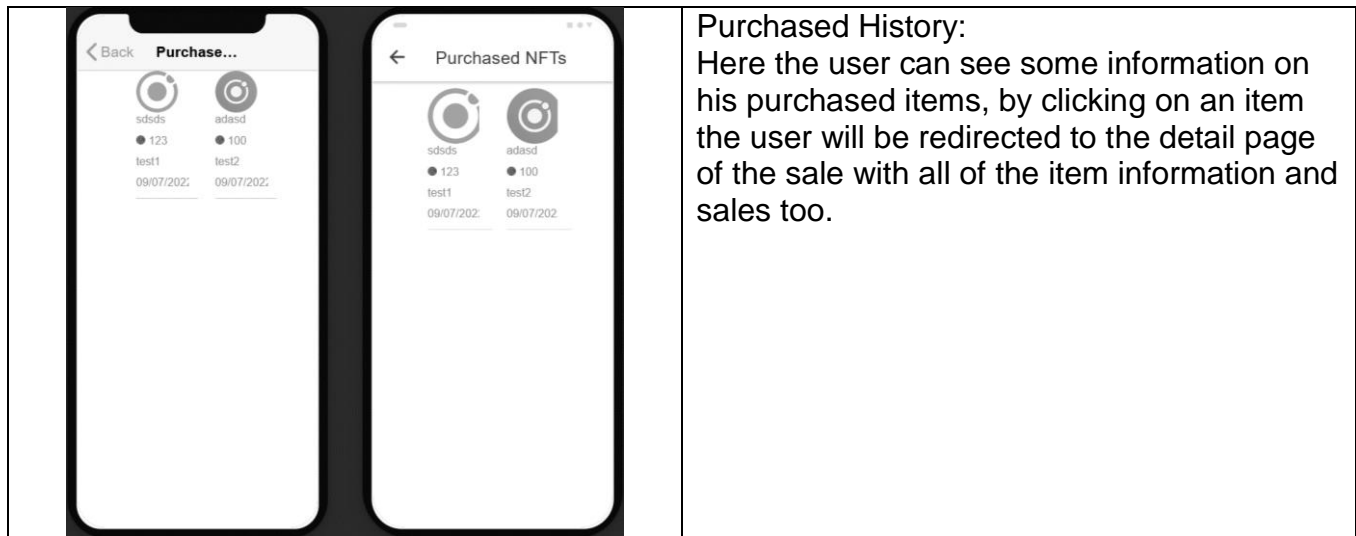 Back Purchase...
sdsds adasd
123 100
test1 test2
09/07/2022 09/07/2022
Purchased NFTs
sdsds adasd
123 100
test1 test2
09/07/202 09/07/202
Purchased History:
Here the user can see some information on
his purchased items, by clicking on an item
the user will be redirected to the detail page
of the sale with all of the item information and
sales too.